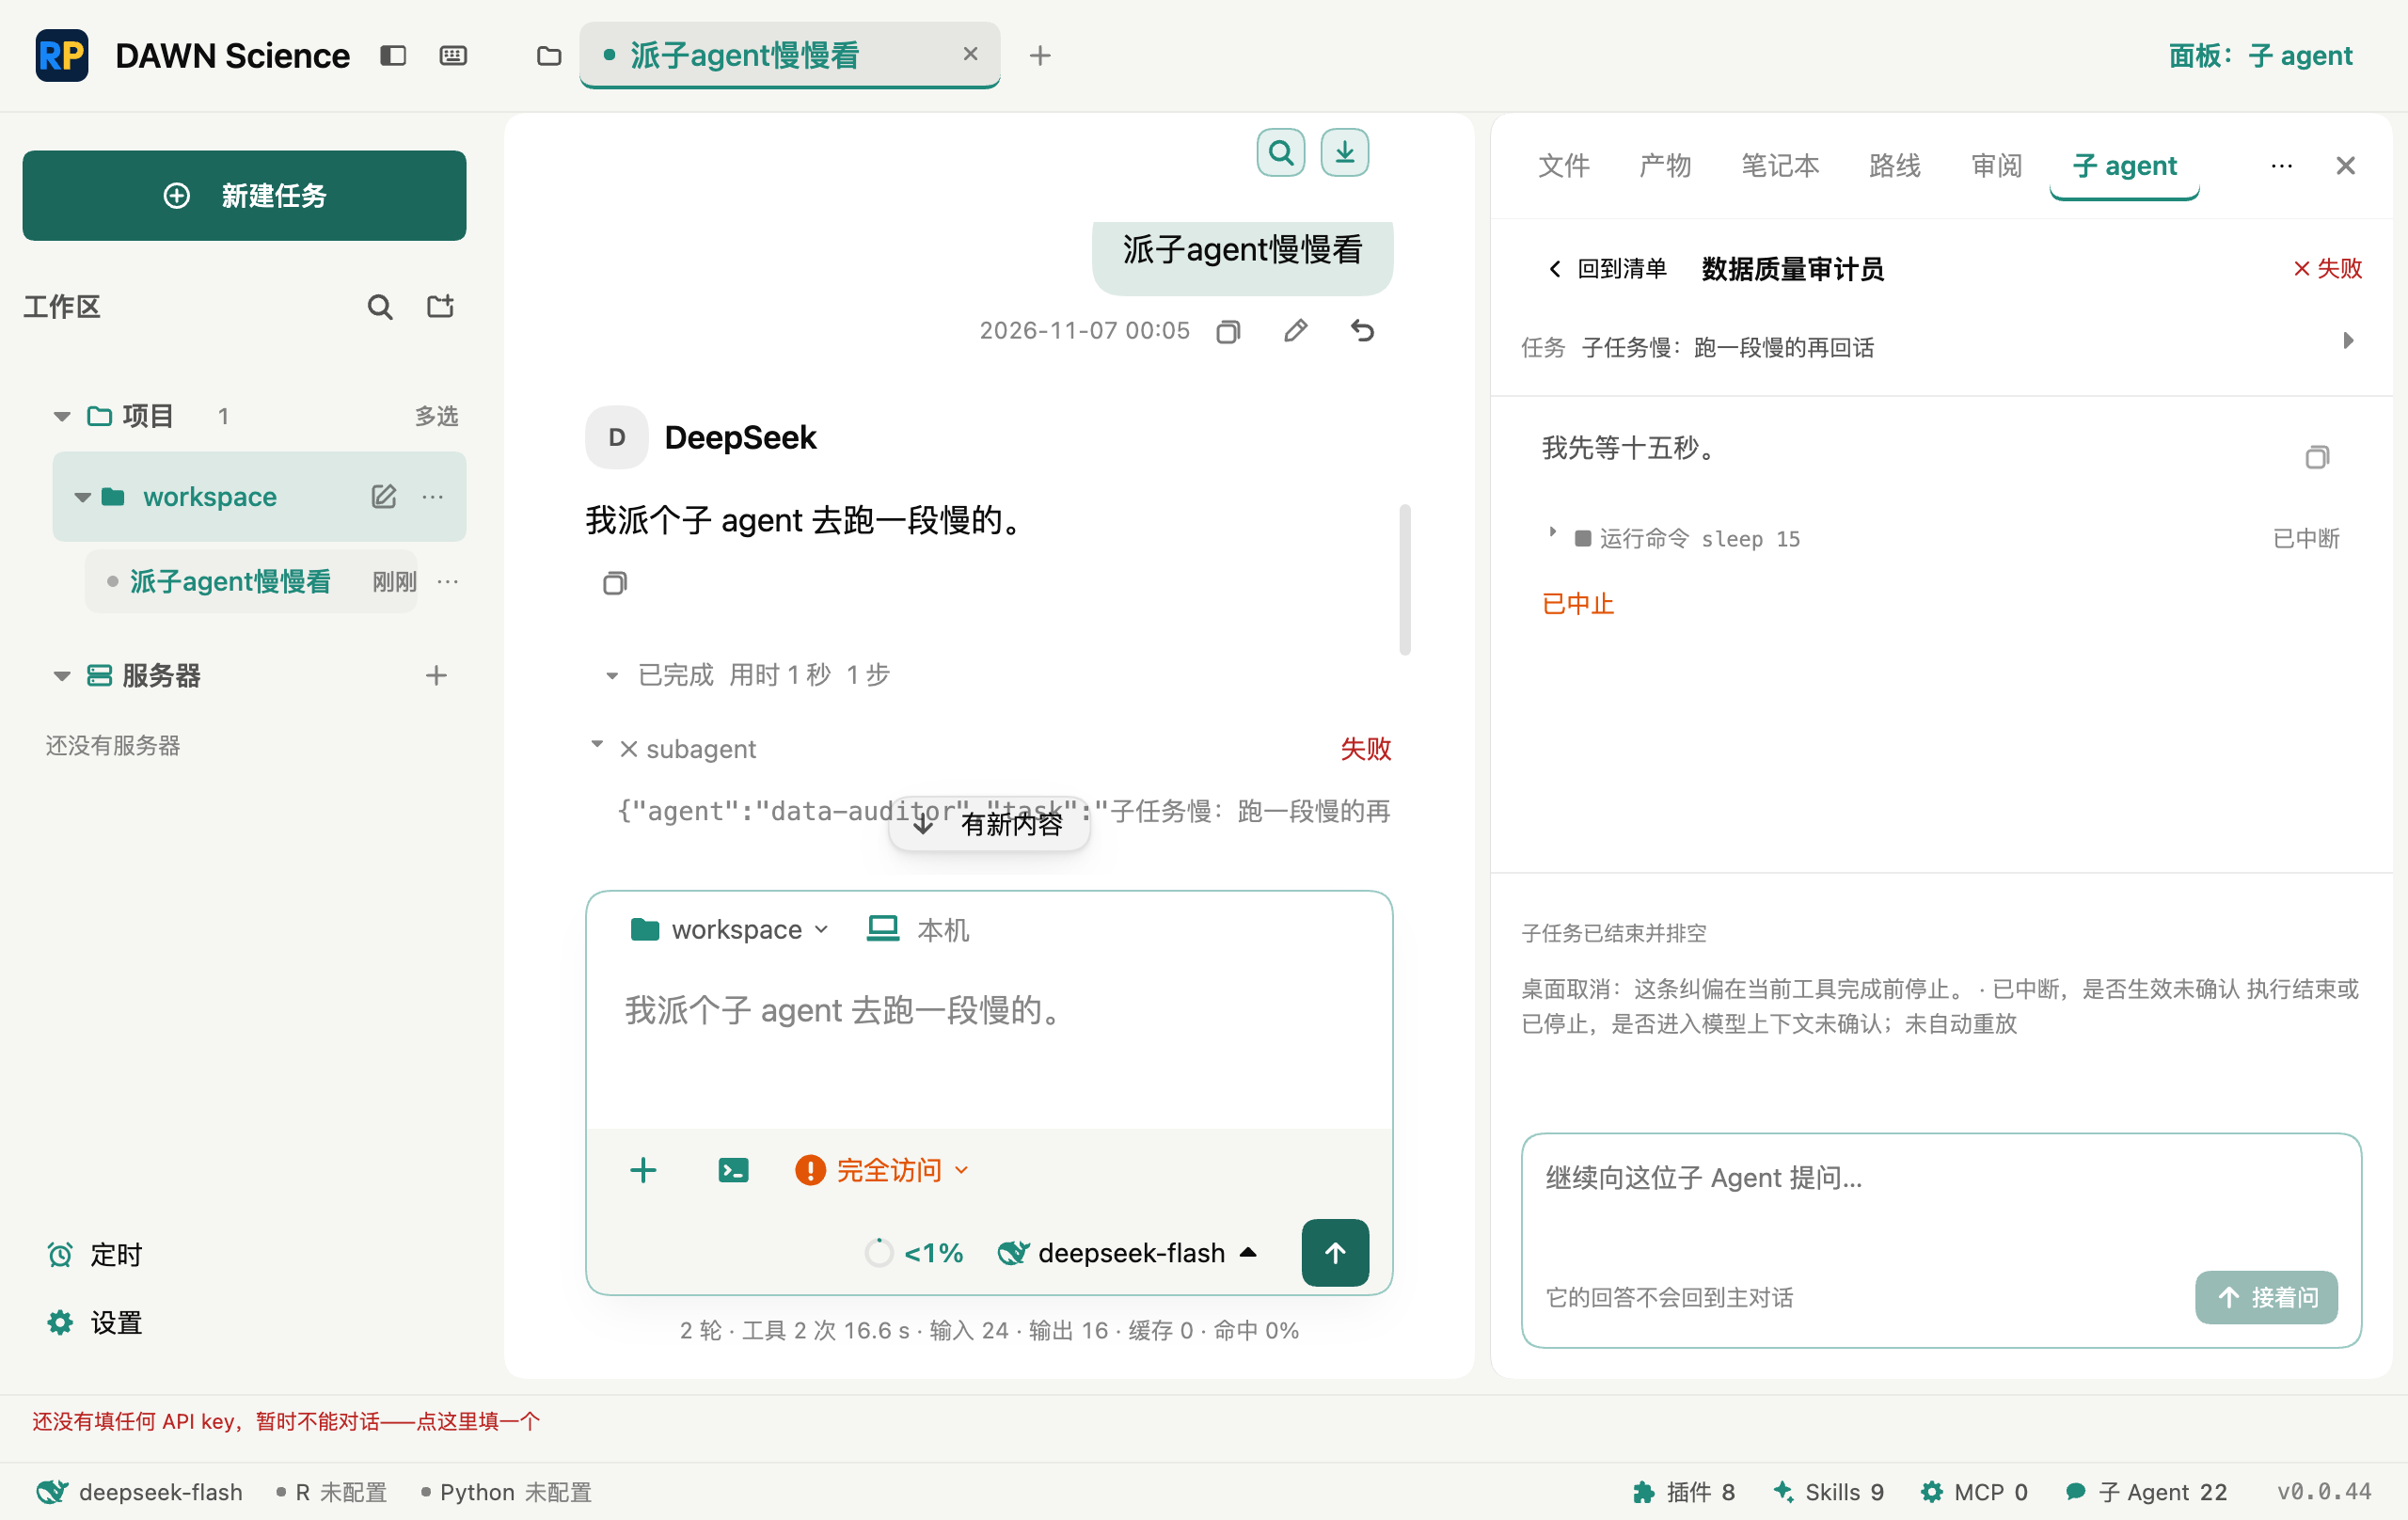 RP DAWN Science
派子agent慢慢看
面板：子 agent
新建任务
工作区
项目 1 多选
workspace
派子agent慢慢看 刚刚
服务器
还没有服务器
定时
设置
派子agent慢慢看
2026-11-07 00:05
D DeepSeek
我派个子 agent 去跑一段慢的。
已完成 用时 1 秒 1 步
subagent 失败
{"agent":"data-auditor","task":"子任务慢：跑一段慢的再
有新内容
workspace 本机
我派个子 agent 去跑一段慢的。
完全访问
<1% deepseek-flash
2 轮 · 工具 2 次 16.6 s · 输入 24 · 输出 16 · 缓存 0 · 命中 0%
文件 产物 笔记本 路线 审阅 子 agent
回到清单 数据质量审计员 失败
任务 子任务慢：跑一段慢的再回话
我先等十五秒。
运行命令 sleep 15 已中断
已中止
子任务已结束并排空
桌面取消：这条纠偏在当前工具完成前停止。 · 已中断，是否生效未确认 执行结束或
已停止，是否进入模型上下文未确认；未自动重放
继续向这位子 Agent 提问...
它的回答不会回到主对话 接着问
还没有填任何 API key，暂时不能对话——点这里填一个
deepseek-flash R 未配置 Python 未配置 插件 8 Skills 9 MCP 0 子 Agent 22 v0.0.44